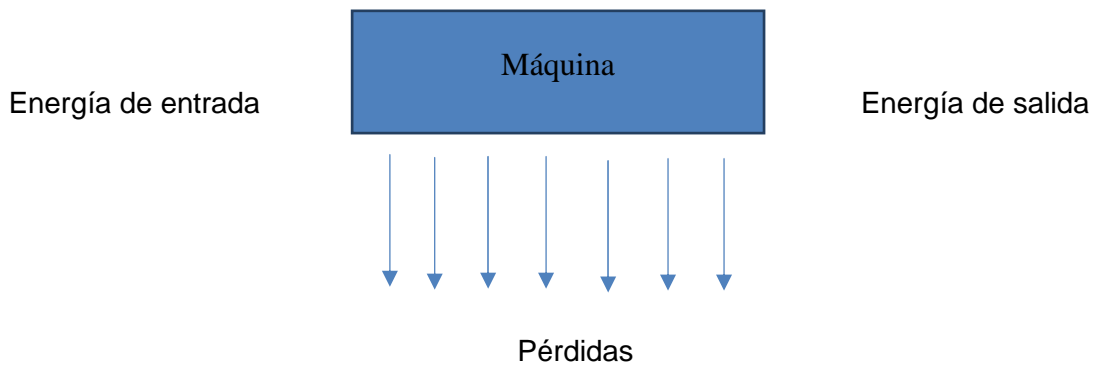 Máquina
Energía de entrada
Energía de salida
Pérdidas